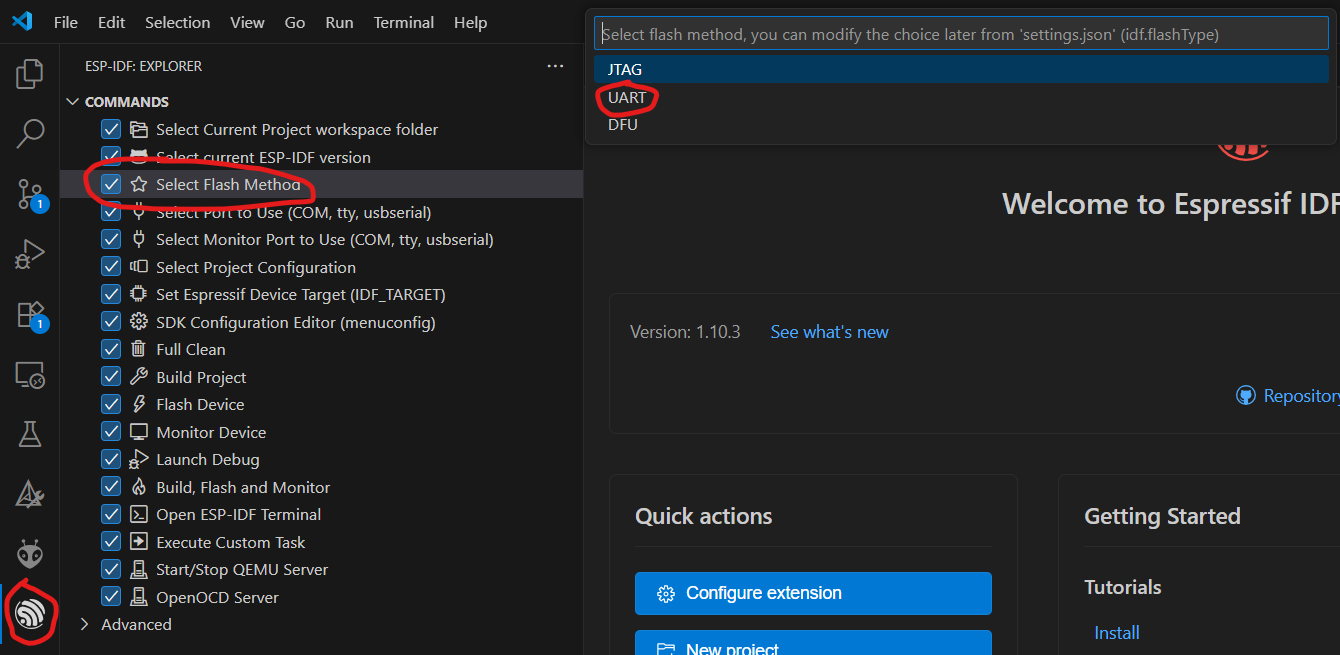 File Edit Selection View Go Run Terminal Help
Select flash method, you can modify the choice later from 'settings.json' (idf.flashType)
JTAG
UART
DFU
ESP-IDF: EXPLORER
COMMANDS
Select Current Project workspace folder
Select current ESP-IDF version
Select Flash Method
Select Port to Use (COM, tty, usbserial)
Select Monitor Port to Use (COM, tty, usbserial)
Select Project Configuration
Set Espressif Device Target (IDF_TARGET)
SDK Configuration Editor (menuconfig)
Full Clean
Build Project
Flash Device
Monitor Device
Launch Debug
Build, Flash and Monitor
Open ESP-IDF Terminal
Execute Custom Task
Start/Stop QEMU Server
OpenOCD Server
Advanced
1
1
Welcome to Espressif IDF
Version: 1.10.3 See what's new
Repository
Quick actions
Configure extension
New project
Getting Started
Tutorials
Install